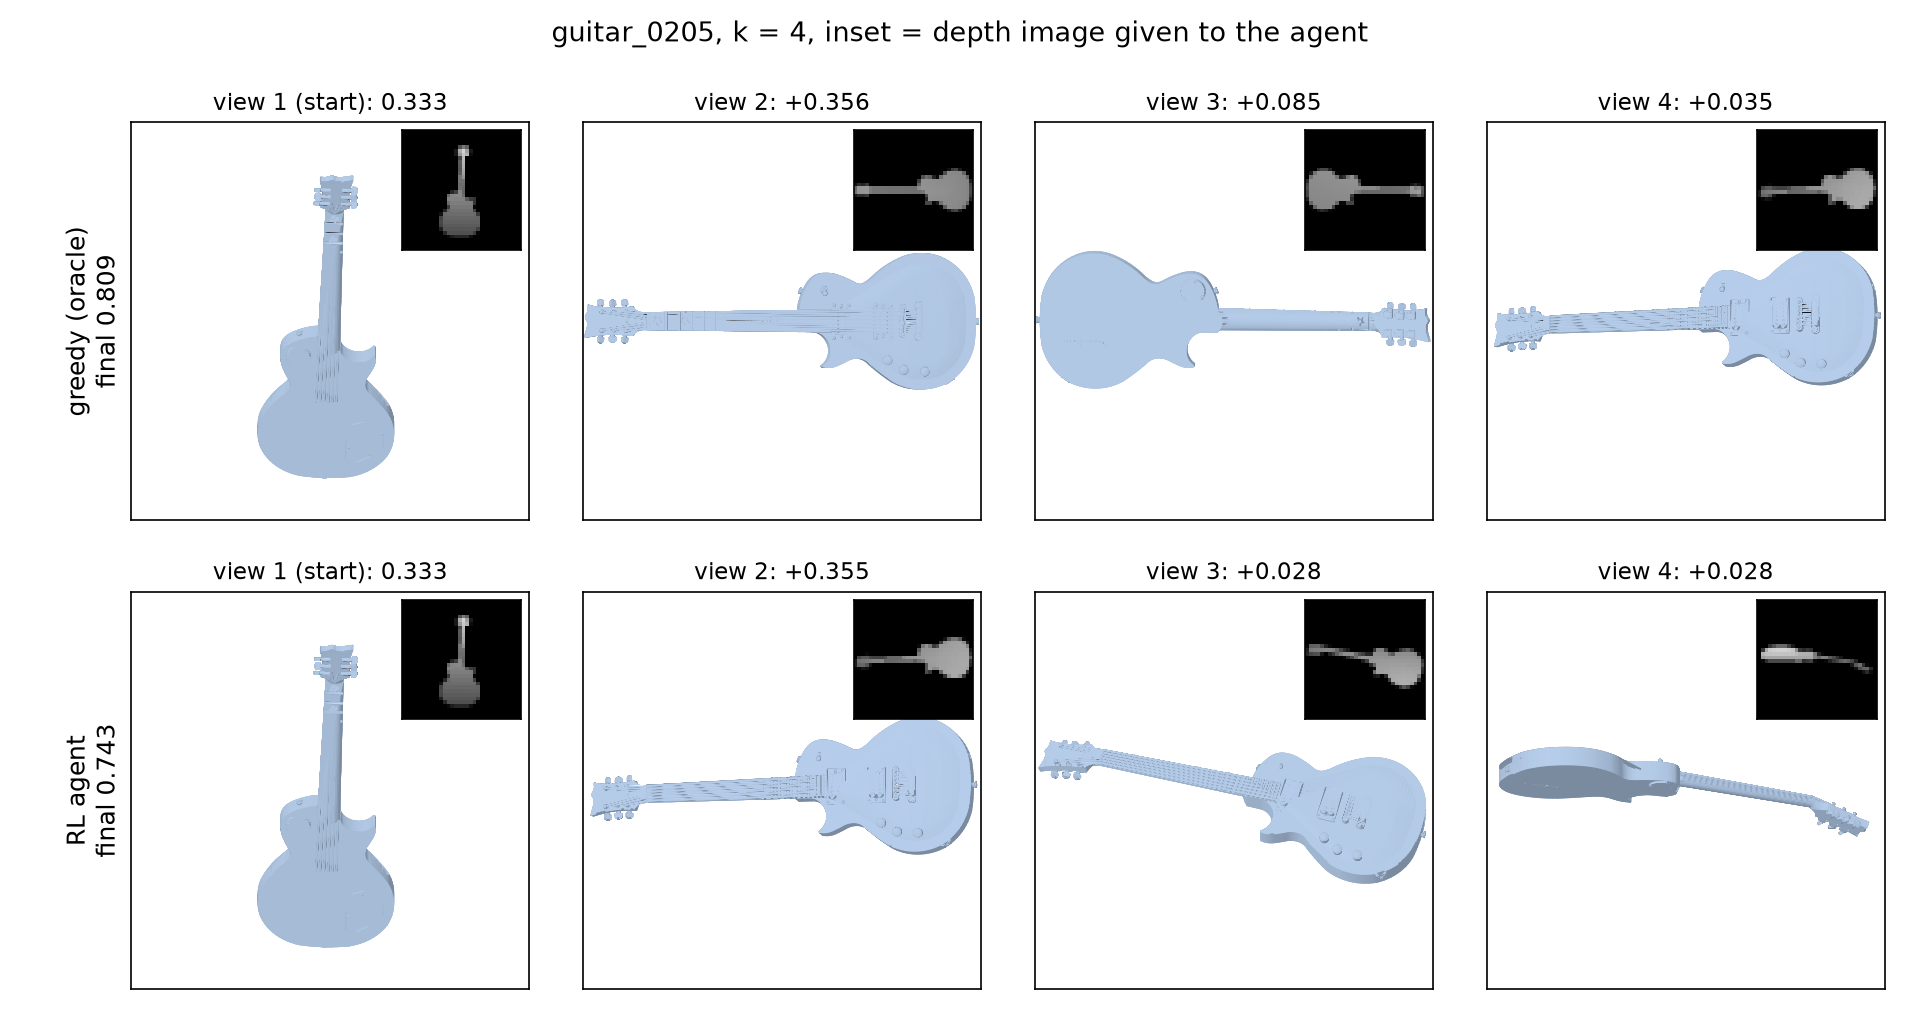 guitar_0205, k = 4, inset = depth image given to the agent
view 1 (start): 0.333
view 2: +0.356
view 3: +0.085
view 4: +0.035
greedy (oracle)
final 0.809
view 1 (start): 0.333
view 2: +0.355
view 3: +0.028
view 4: +0.028
RL agent
final 0.743